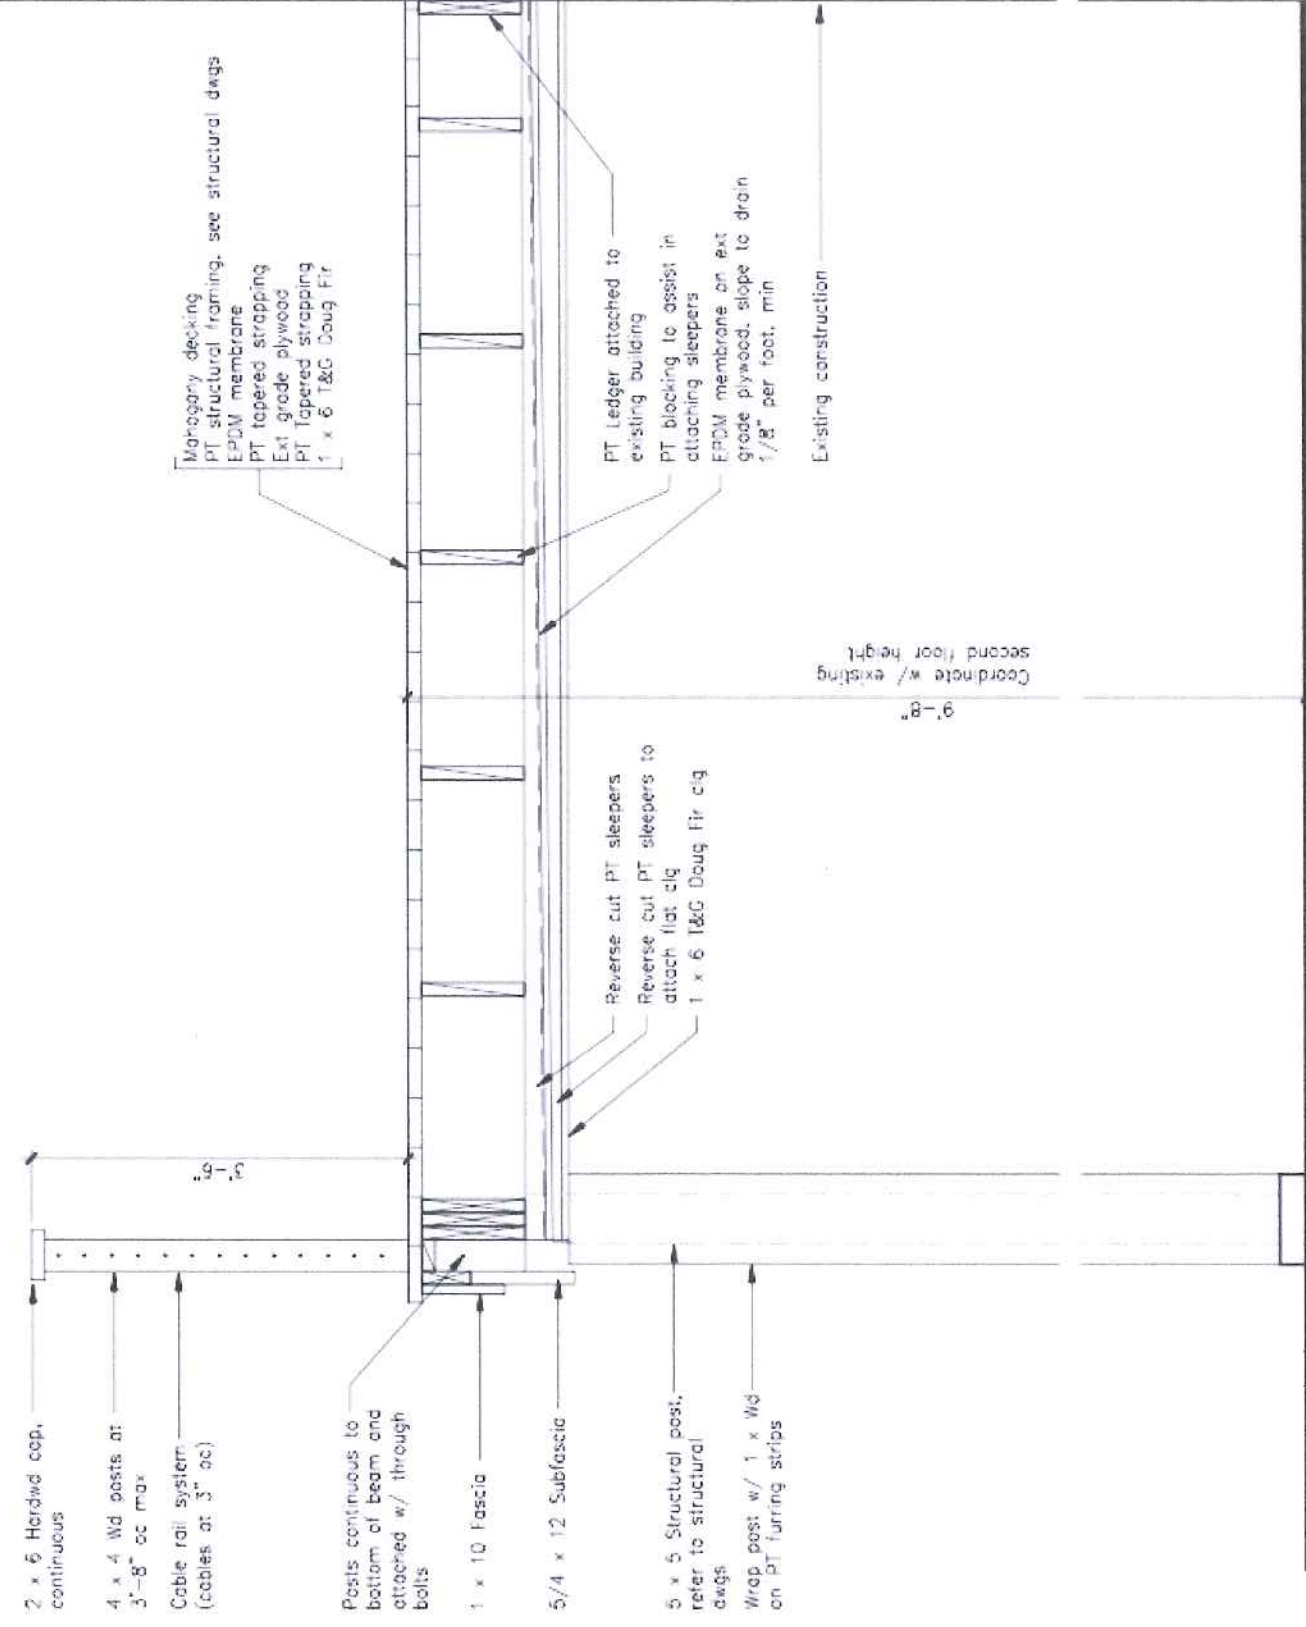 2 x 6 Hardwd cap,
continuous
4 x 4 Wd posts at
3'-8" oc max
Cable rail system
(cables at 3" oc)
Posts continuous to
bottom of beam and
attached w/ through
bolts
1 x 10 Fascia
5/4 x 12 Subfascia
5 x 5 Structural post,
refer to structural
dwgs
Wrap post w/ 1 x Wd
on PT furring strips
3'-6"
Mahogany decking
PT structural framing, see structural dwgs
EPDM membrane
PT tapered strapping
Ext grade plywood
PT Tapered strapping
1 x 6 T&G Doug Fir
Reverse cut PT sleepers
Reverse cut PT sleepers to
attach flat clg
1 x 6 T&G Doug Fir clg
9'-8"
Coordinate w/ existing
second floor height
PT Ledger attached to
existing building
PT blocking to assist in
attaching sleepers
EPDM membrane on ext
grade plywood, slope to drain
1/8" per foot, min
Existing construction